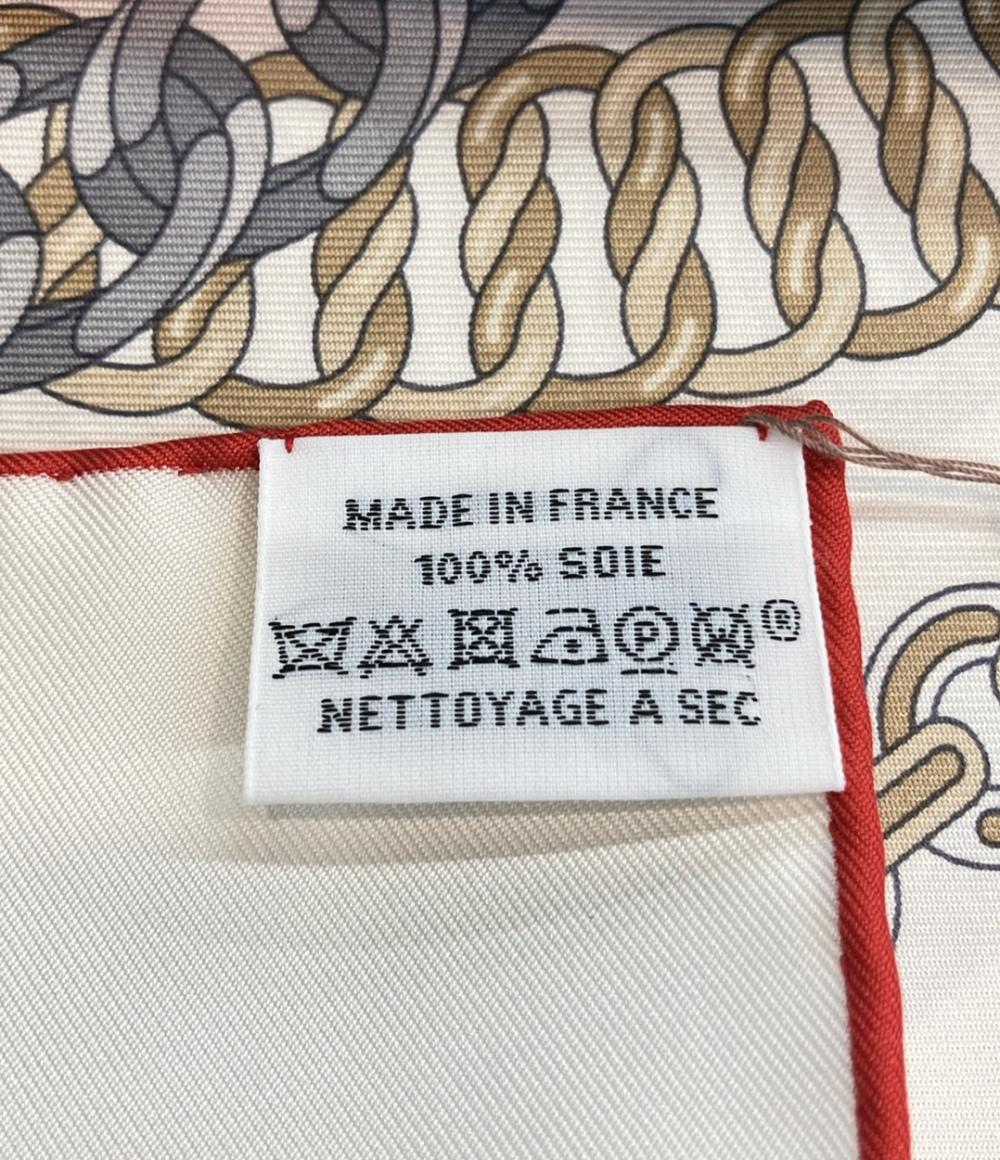 MADE IN FRANCE
100% SOIE
P W ®
NETTOYAGE A SEC